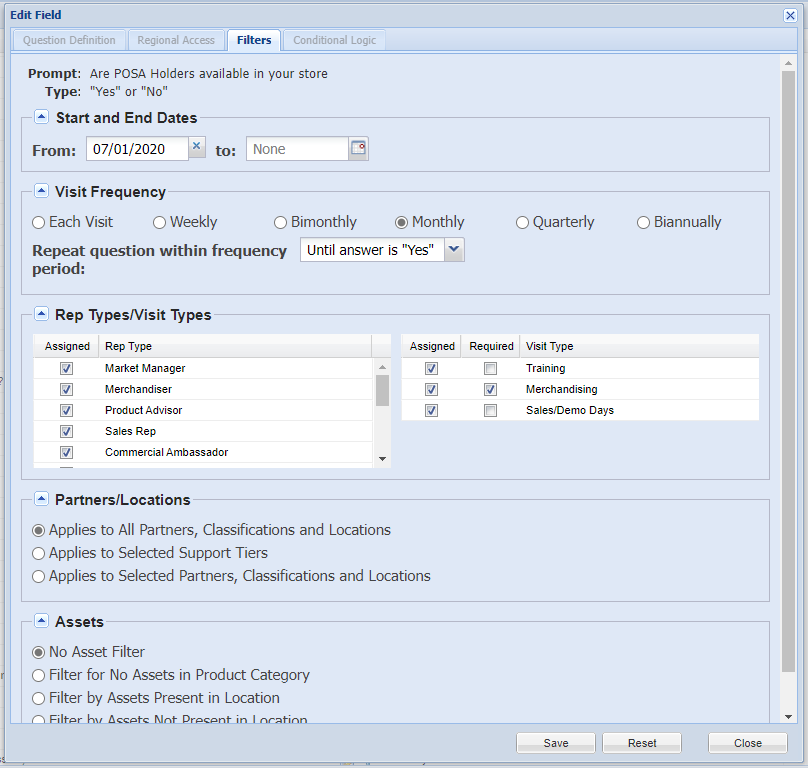 Edit Field
Question Definition Regional Access Filters Conditional Logic
Prompt: Are POSA Holders available in your store
Type: "Yes" or "No"
Start and End Dates
From: 07/01/2020 to: None
Visit Frequency
Each Visit Weekly Bimonthly Monthly Quarterly Biannually
Repeat question within frequency period: Until answer is "Yes"
Rep Types/Visit Types
Assigned Rep Type Assigned Required Visit Type
Market Manager Training
Merchandiser Merchandising
Product Advisor Sales/Demo Days
Sales Rep
Commercial Ambassador
Partners/Locations
Applies to All Partners, Classifications and Locations
Applies to Selected Support Tiers
Applies to Selected Partners, Classifications and Locations
Assets
No Asset Filter
Filter for No Assets in Product Category
Filter by Assets Present in Location
Filter by Assets Not Present in Location
Save Reset Close